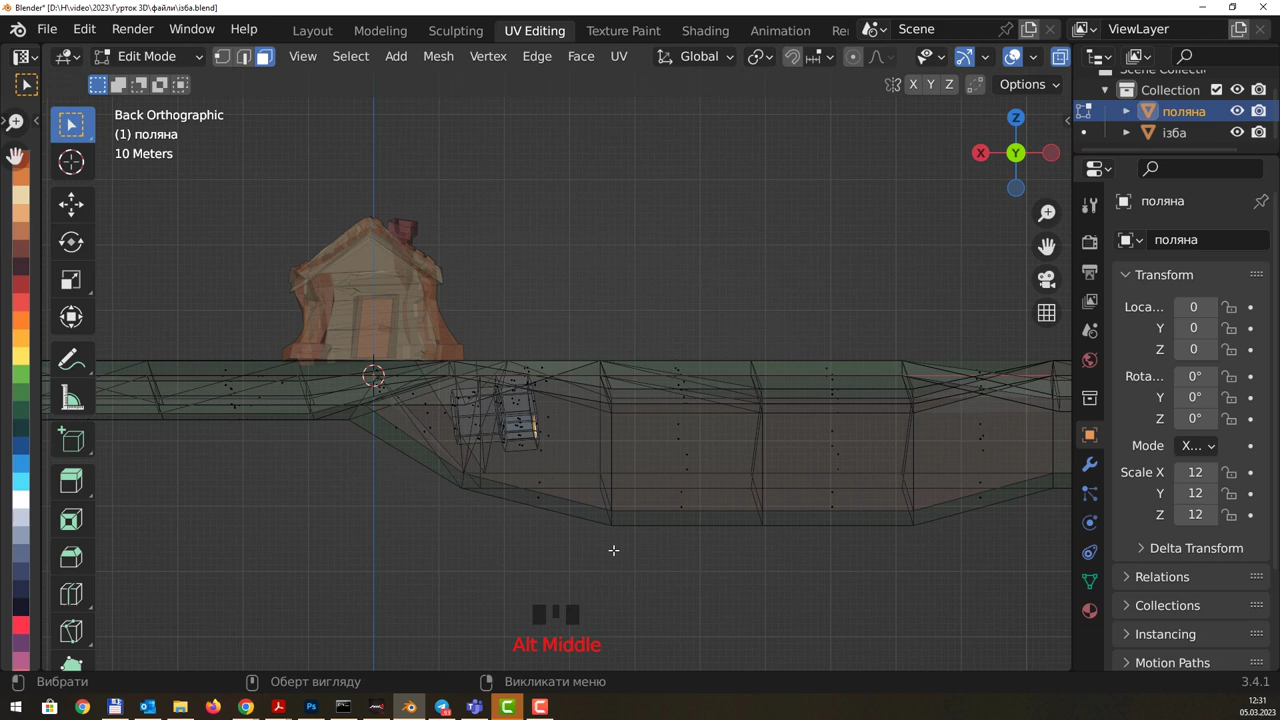 Blender* [D:\H\video\2023\Гурток 3D\файли\ізба.blend]
File Edit Render Window Help Layout Modeling Sculpting UV Editing Texture Paint Shading Animation Scene ViewLayer
Edit Mode View Select Add Mesh Vertex Edge Face UV Global
X Y Z Options
Back Orthographic
(1) поляна
10 Meters
Z
X Y
Collection
поляна
ізба
поляна
поляна
Transform
Loca... 0
Y 0
Z 0
Rota... 0°
Y 0°
Z 0°
Mode X...
Scale X 12
Y 12
Z 12
Delta Transform
Relations
Collections
Instancing
Motion Paths
Alt Middle
Вибрати Оберт вигляду Викликати меню 3.4.1
12:31
05.03.2023